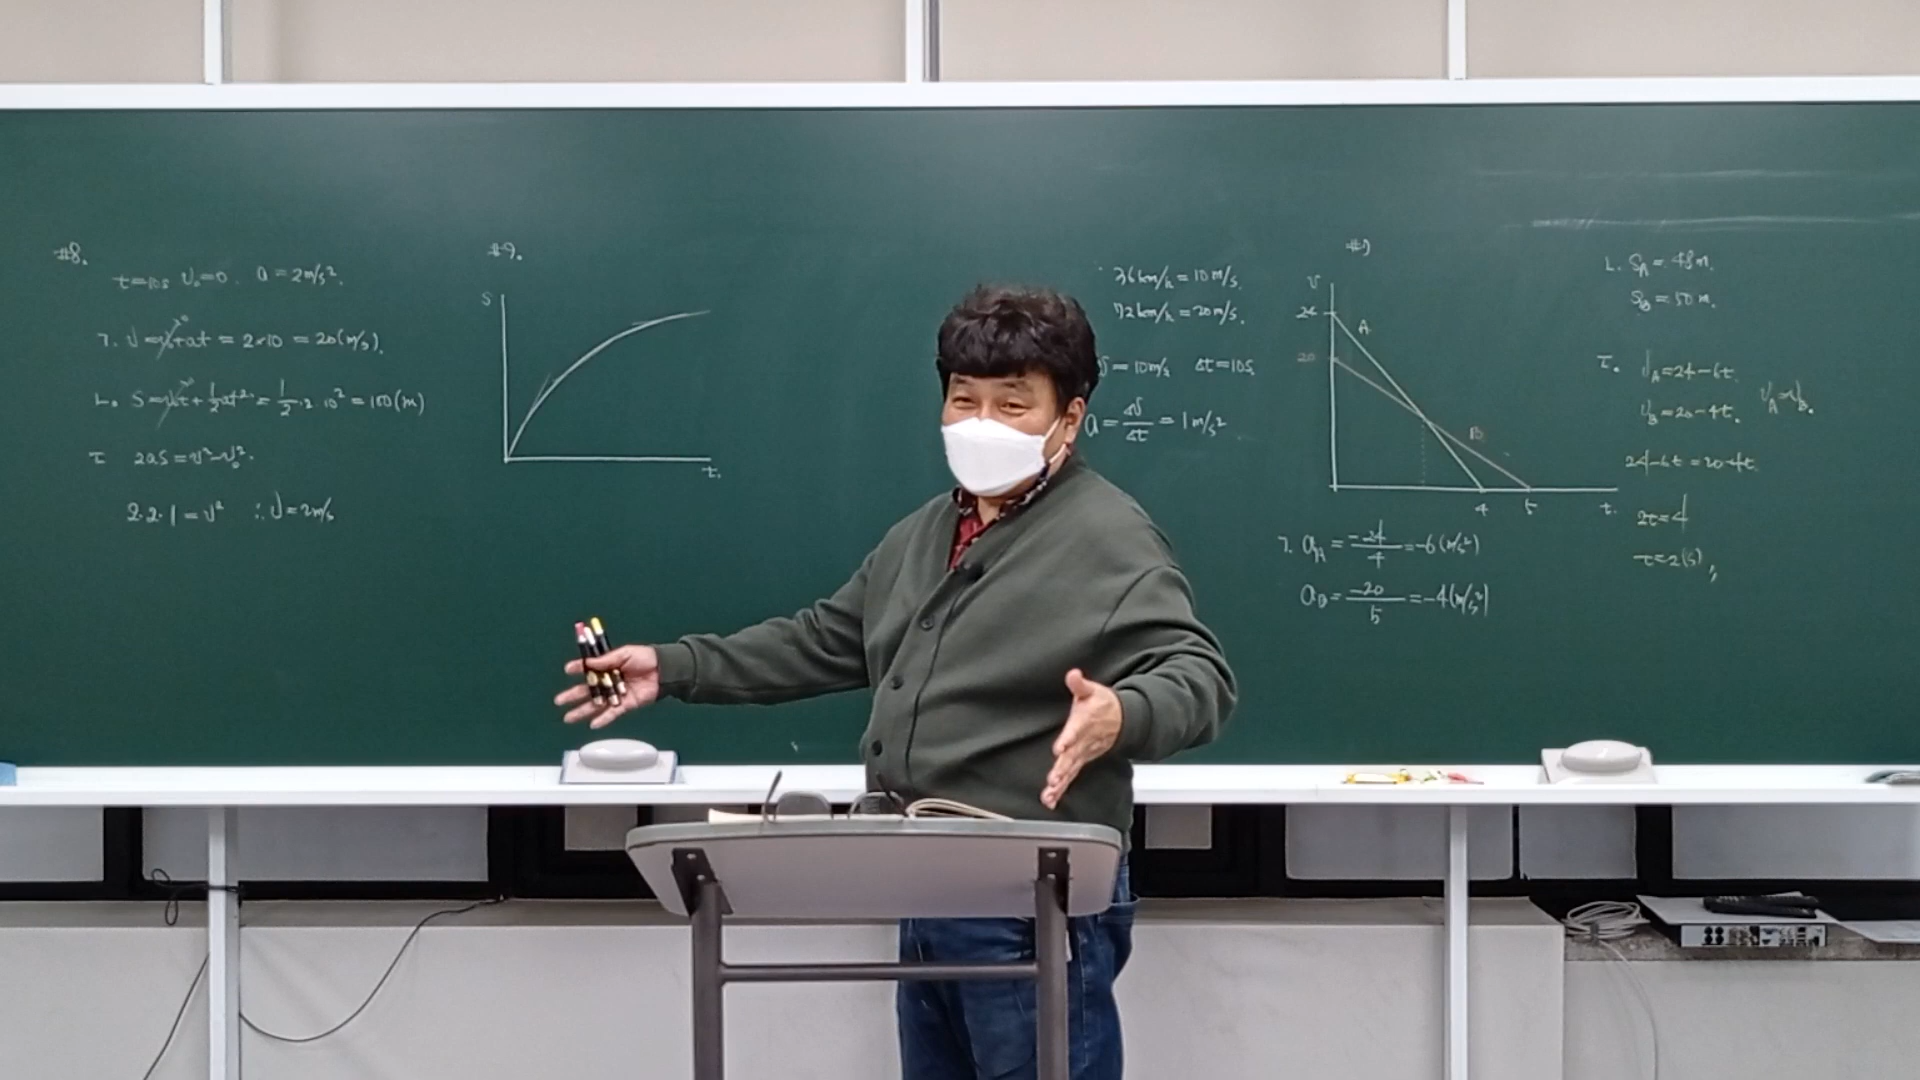 #8.
t=10s v₀=0. a=2m/s².
ㄱ. v=v₀+at = 2×10 = 20(m/s).
ㄴ. S=v₀t+½at²=½·2·10²=100(m)
ㄷ 2aS=v²-v₀².
2·2·1=v² ∴v=2m/s
#9.
S
t.
36km/h=10m/s.
72km/h=20m/s.
=10m/s Δt=10s.
a=Δv/Δt=1m/s²
v
24
A
20
B
4 5 t.
ㄱ. a_A=-24/4=-6(m/s²)
a_B=-20/5=-4(m/s²)
ㄴ. S_A=48m.
S_B=50m.
ㄷ. v_A=24-6t.
v_B=20-4t. v_A=v_B.
24-6t=20-4t.
2t=4
t=2(s)